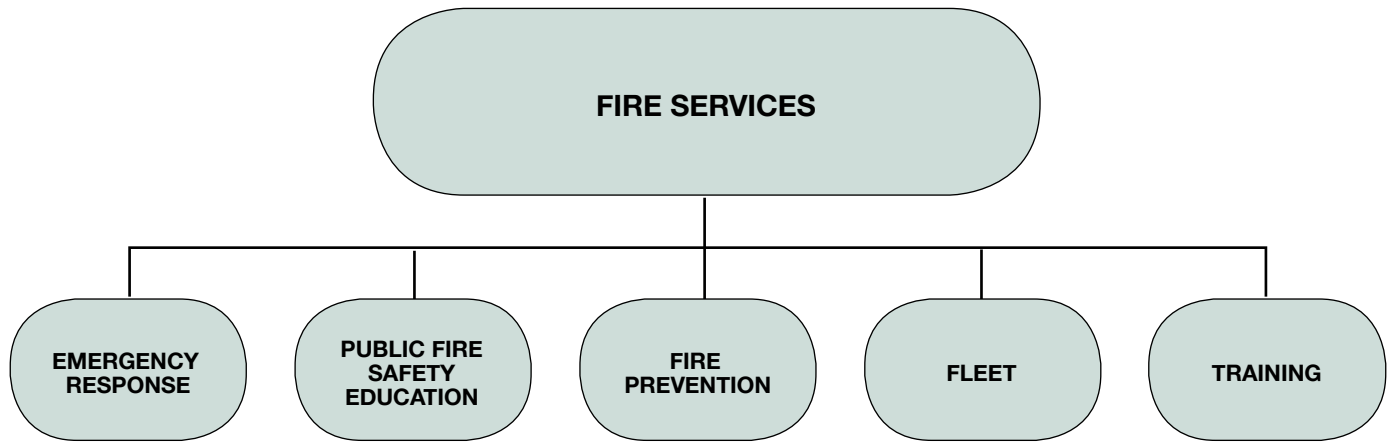 FIRE SERVICES
EMERGENCY
RESPONSE
PUBLIC FIRE
SAFETY
EDUCATION
FIRE
PREVENTION
FLEET
TRAINING